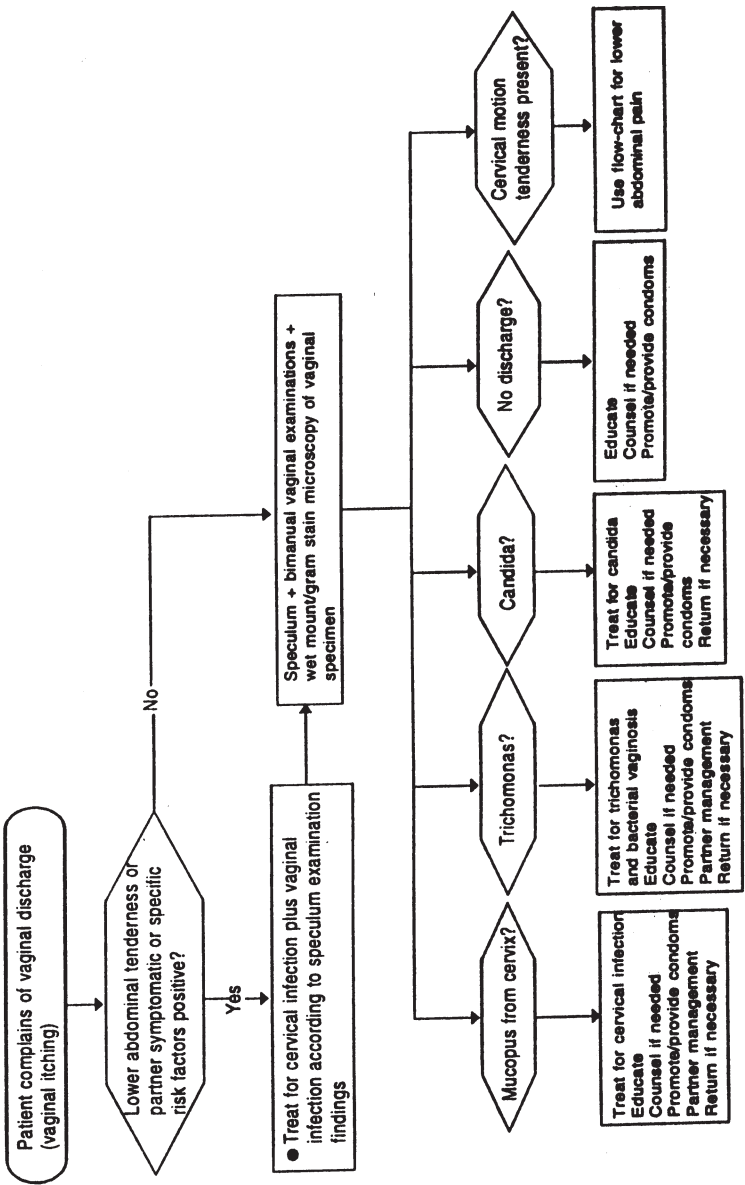 Patient complains of vaginal discharge
(vaginal itching)
Lower abdominal tenderness or
partner symptomatic or specific
risk factors positive?
No
Yes
● Treat for cervical infection plus vaginal
infection according to speculum examination
findings
Speculum + bimanual vaginal examinations +
wet mount/gram stain microscopy of vaginal
specimen
Mucopus from cervix?
Trichomonas?
Candida?
No discharge?
Cervical motion
tenderness present?
Treat for cervical infection
Educate
Counsel if needed
Promote/provide condoms
Partner management
Return if necessary
Treat for trichomonas
and bacterial vaginosis
Educate
Counsel if needed
Promote/provide condoms
Partner management
Return if necessary
Treat for candida
Educate
Counsel if needed
Promote/provide
condoms
Return if necessary
Educate
Counsel if needed
Promote/provide condoms
Use flow-chart for lower
abdominal pain